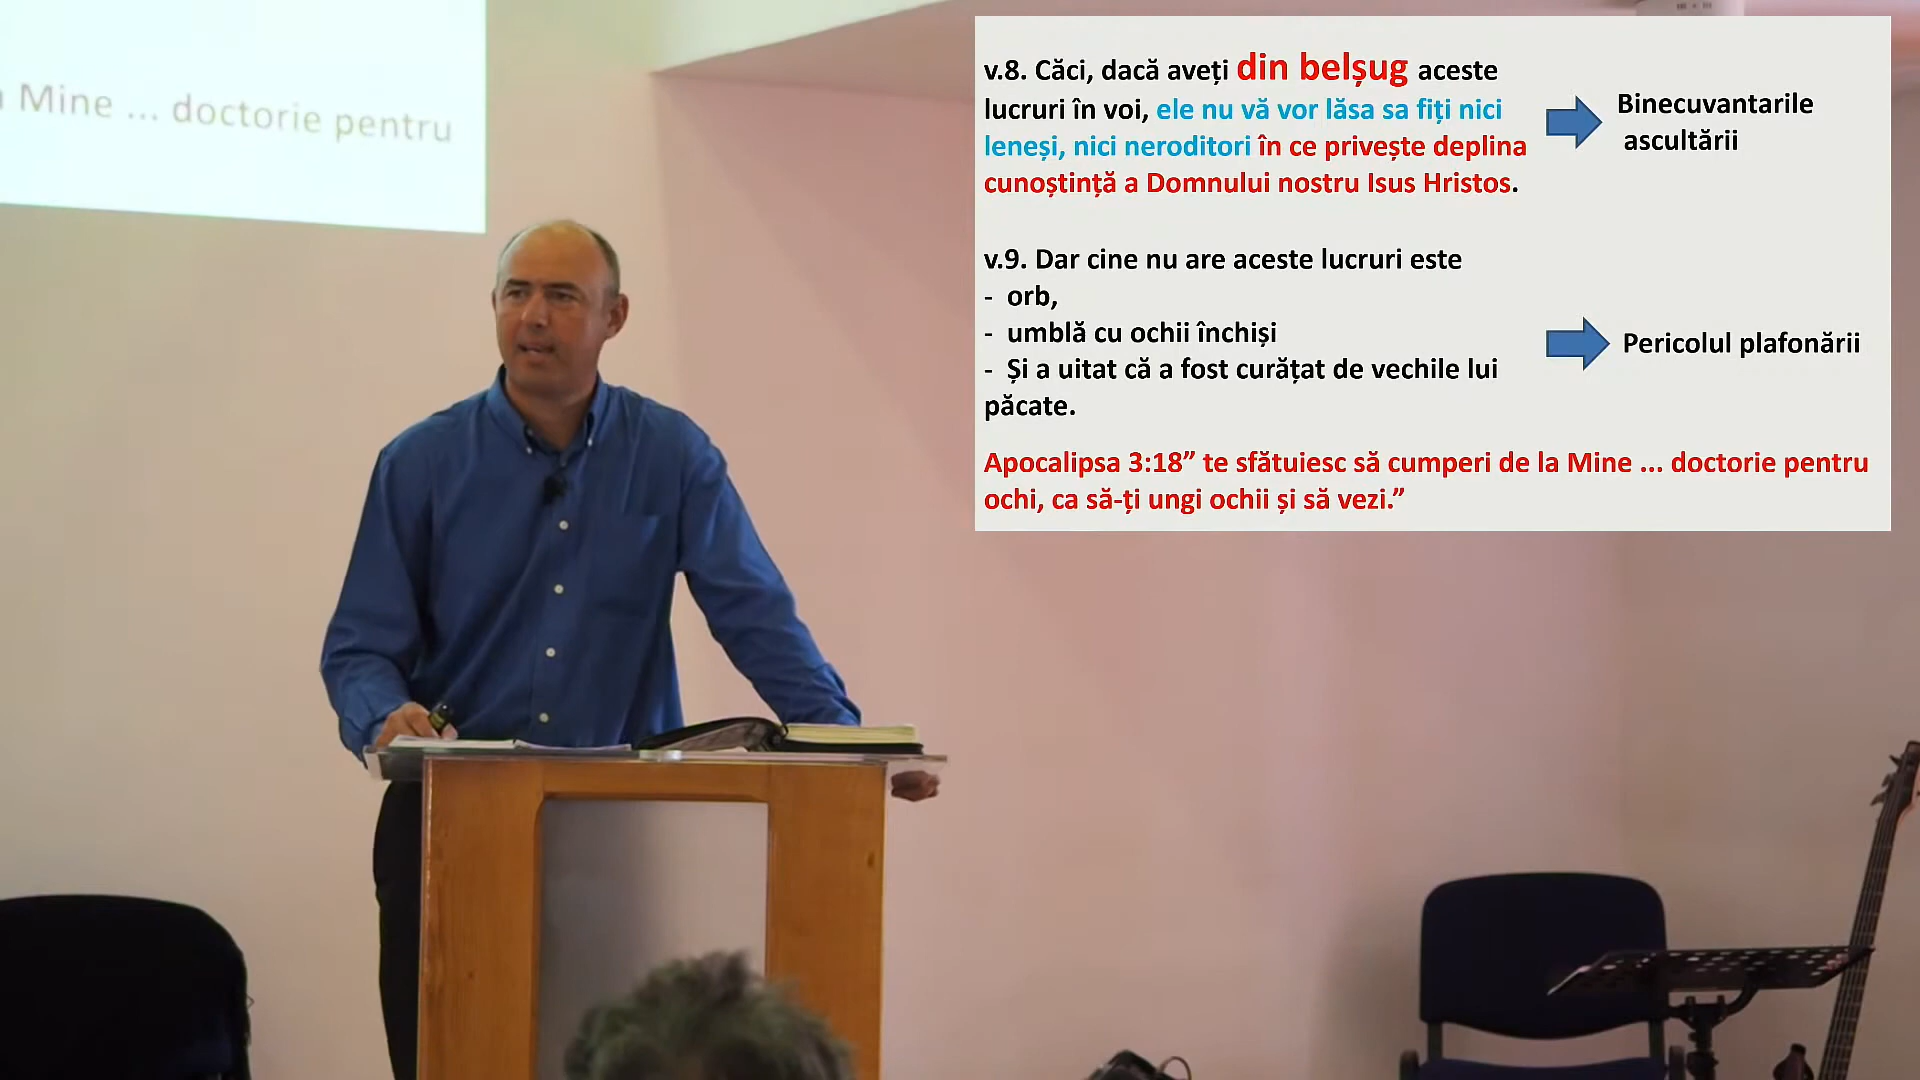 Mine ... doctorie pentru
v.8. Căci, dacă aveți din belșug aceste
lucruri în voi, ele nu vă vor lăsa sa fiți nici
leneși, nici neroditori în ce privește deplina
cunoștință a Domnului nostru Isus Hristos.
Binecuvantarile
ascultării
v.9. Dar cine nu are aceste lucruri este
- orb,
- umblă cu ochii închiși
- Și a uitat că a fost curățat de vechile lui
păcate.
Pericolul plafonării
Apocalipsa 3:18” te sfătuiesc să cumperi de la Mine ... doctorie pentru
ochi, ca să-ți ungi ochii și să vezi.”